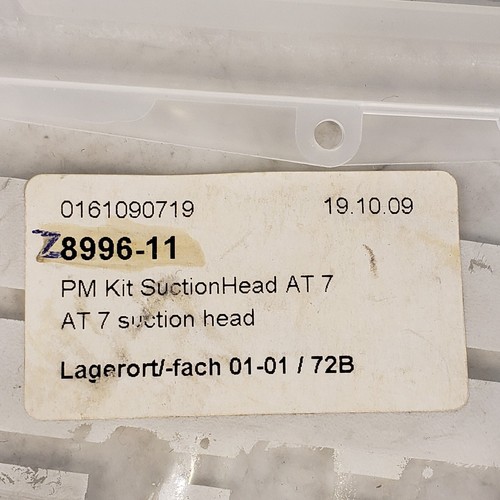 0161090719 19.10.09
Z8996-11
PM Kit SuctionHead AT 7
AT 7 suction head
Lagerort/-fach 01-01 / 72B